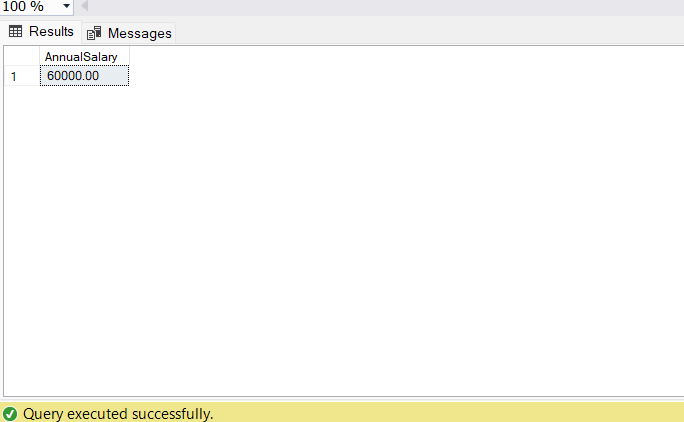 100 %
Results Messages
AnnualSalary
1 60000.00
Query executed successfully.